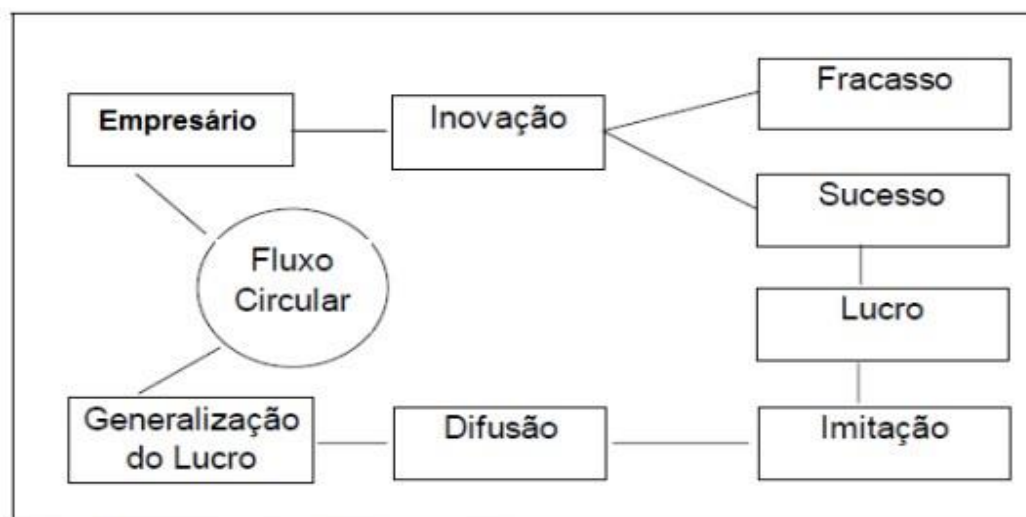 Empresário
Inovação
Fracasso
Sucesso
Fluxo
Circular
Lucro
Generalização
do Lucro
Difusão
Imitação